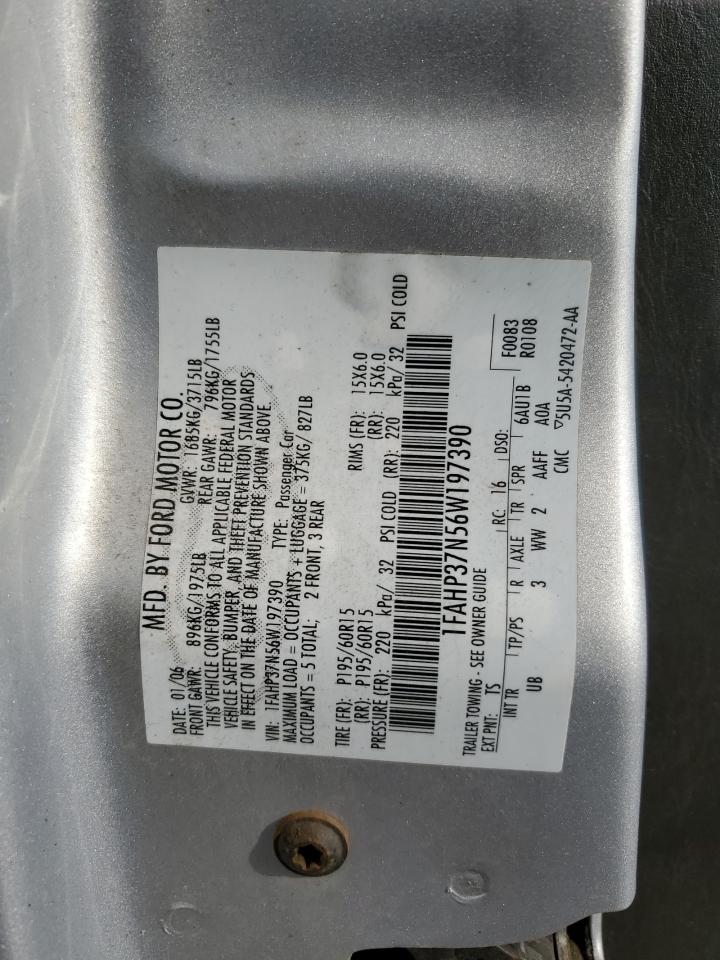 MFD. BY FORD MOTOR CO.
DATE: 01/06 GVWR: 1685KG/3715LB
FRONT GAWR: 896KG/1975LB REAR GAWR: 796KG/1755LB
THIS VEHICLE CONFORMS TO ALL APPLICABLE FEDERAL MOTOR
VEHICLE SAFETY, BUMPER, AND THEFT PREVENTION STANDARDS
IN EFFECT ON THE DATE OF MANUFACTURE SHOWN ABOVE.
VIN: 1FAHP37N56W197390 TYPE: Passenger Car
MAXIMUM LOAD = OCCUPANTS + LUGGAGE = 375KG/ 827LB
OCCUPANTS = 5 TOTAL; 2 FRONT, 3 REAR
TIRE (FR): P195/60R15 RIMS (FR): 15X6.0
(RR): P195/60R15 (RR): 15X6.0
PRESSURE (FR): 220 kPa/ 32 PSI COLD (RR): 220 kPa/ 32 PSI COLD
1FAHP37N56W197390
TRAILER TOWING - SEE OWNER GUIDE
EXT PNT: TS RC: 16 DSO: F0083
R0108
INT TR TP/PS R AXLE TR SPR 6AU1B
UB 3 WW 2 AAFF A0A
CMC ▽5U5A-5420472-AA